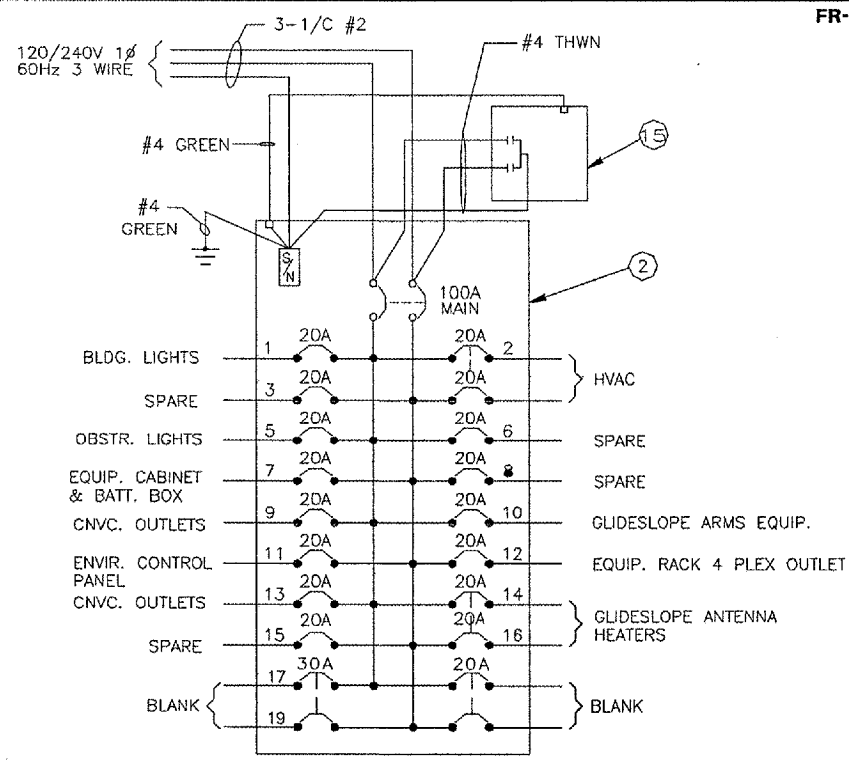 FR-
3-1/C #2
120/240V 1Ø
60Hz 3 WIRE
#4 THWN
#4 GREEN
15
#4
GREEN
S/N
2
100A
MAIN
BLDG. LIGHTS 1 20A 20A 2
HVAC
SPARE 3 20A 20A
OBSTR. LIGHTS 5 20A 20A 6 SPARE
EQUIP. CABINET
& BATT. BOX
7 20A 20A 8 SPARE
CNVC. OUTLETS 9 20A 20A 10 GLIDESLOPE ARMS EQUIP.
ENVIR. CONTROL
PANEL
11 20A 20A 12 EQUIP. RACK 4 PLEX OUTLET
CNVC. OUTLETS 13 20A 20A 14
GLIDESLOPE ANTENNA
HEATERS
SPARE 15 20A 20A 16
17 30A 20A
BLANK BLANK
19